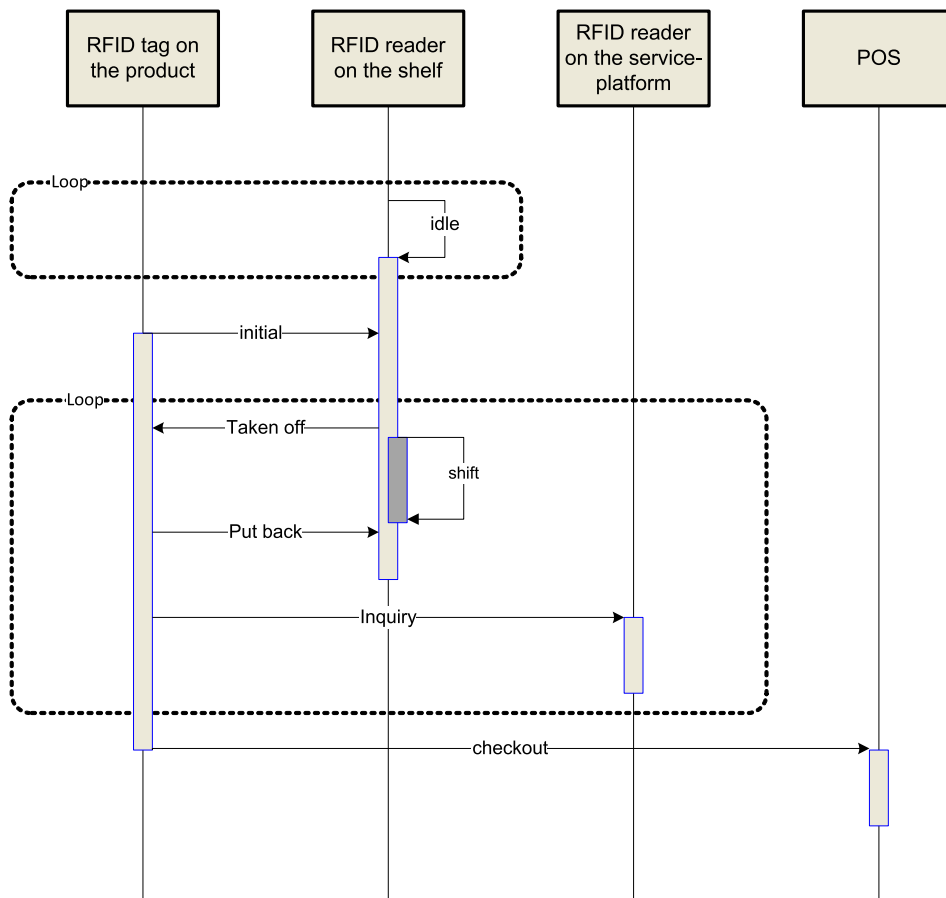 RFID tag on
the product
RFID reader
on the shelf
RFID reader
on the service-
platform
POS
Loop
idle
initial
Loop
Taken off
shift
Put back
Inquiry
checkout